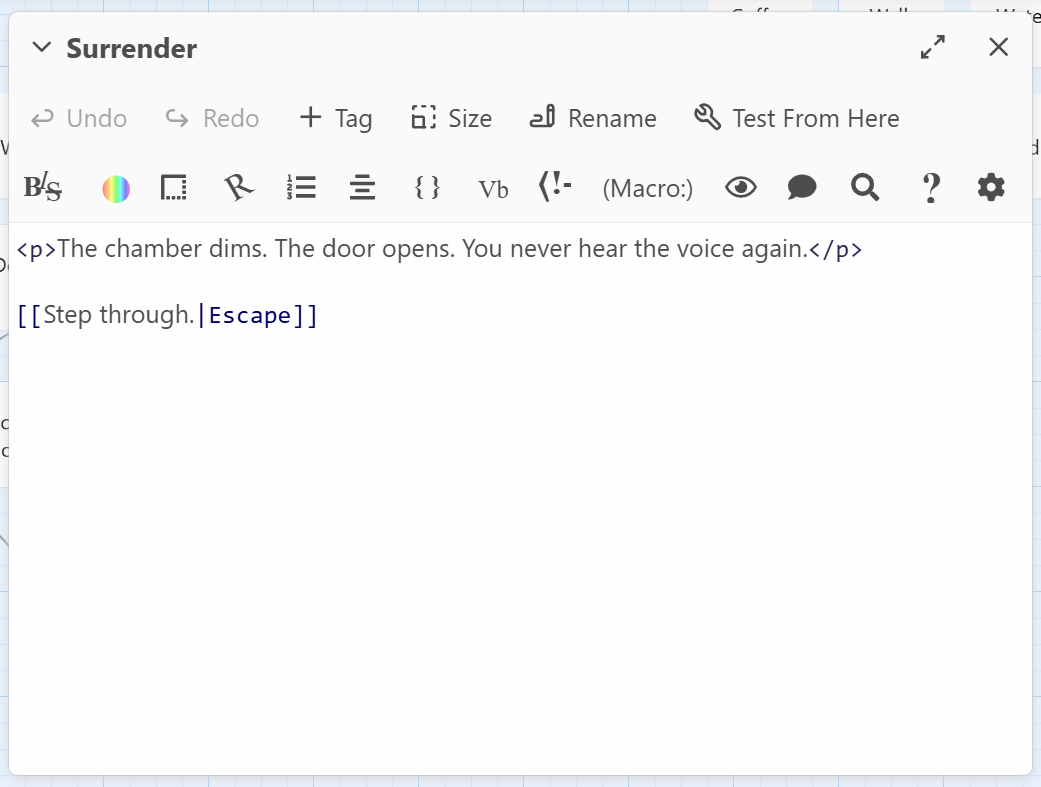 Surrender
Undo Redo + Tag Size Rename Test From Here
{ } Vb (Macro:) ?
<p>The chamber dims. The door opens. You never hear the voice again.</p>
[[Step through.|Escape]]